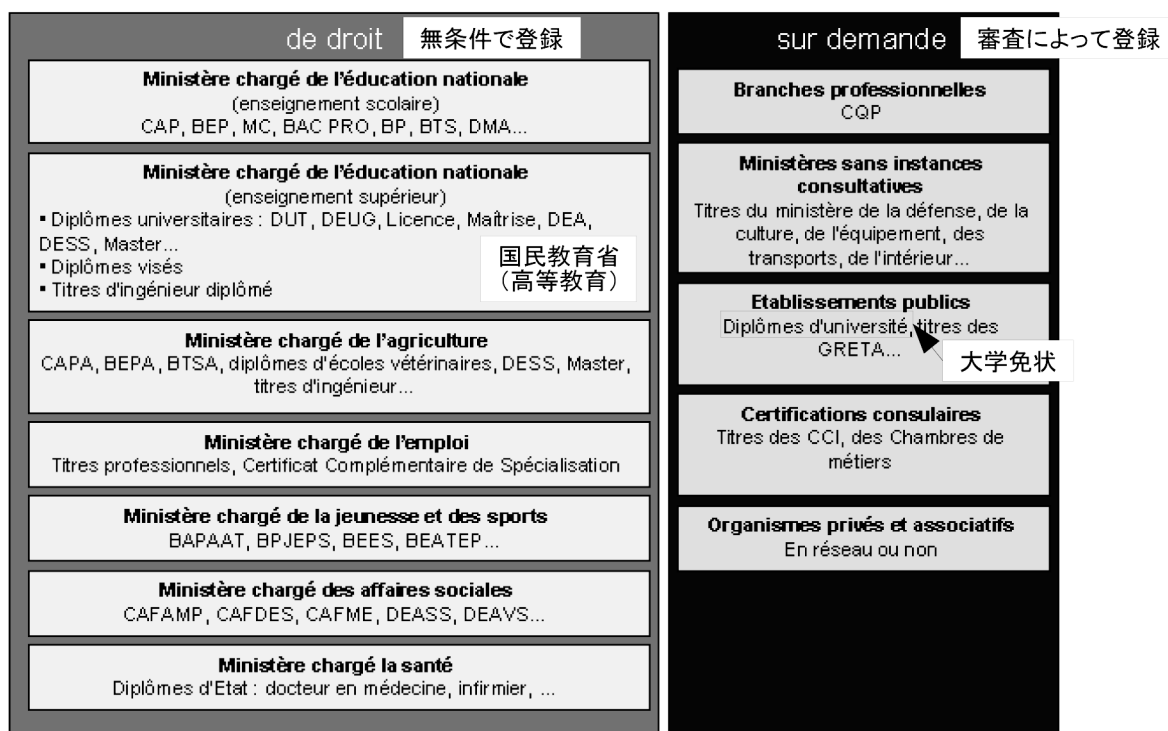 de droit 無条件で登録
Ministère chargé de l'éducation nationale
(enseignement scolaire)
CAP, BEP, MC, BAC PRO, BP, BTS, DMA...
Ministère chargé de l'éducation nationale
(enseignement supérieur)
▪ Diplômes universitaires : DUT, DEUG, Licence, Maîtrise, DEA,
DESS, Master...
▪ Diplômes visés
▪ Titres d'ingénieur diplômé
国民教育省
（高等教育）
Ministère chargé de l'agriculture
CAPA, BEPA, BTSA, diplômes d'écoles vétérinaires, DESS, Master,
titres d'ingénieur...
Ministère chargé de l'emploi
Titres professionnels, Certificat Complémentaire de Spécialisation
Ministère chargé de la jeunesse et des sports
BAPAAT, BPJEPS, BEES, BEATEP...
Ministère chargé des affaires sociales
CAFAMP, CAFDES, CAFME, DEASS, DEAVS...
Ministère chargé la santé
Diplômes d'Etat : docteur en médecine, infirmier, ...
sur demande 審査によって登録
Branches professionnelles
CQP
Ministères sans instances
consultatives
Titres du ministère de la défense, de la
culture, de l'équipement, des
transports, de l'intérieur...
Etablissements publics
Diplômes d'université, titres des
GRETA...
大学免状
Certifications consulaires
Titres des CCI, des Chambres de
métiers
Organismes privés et associatifs
En réseau ou non